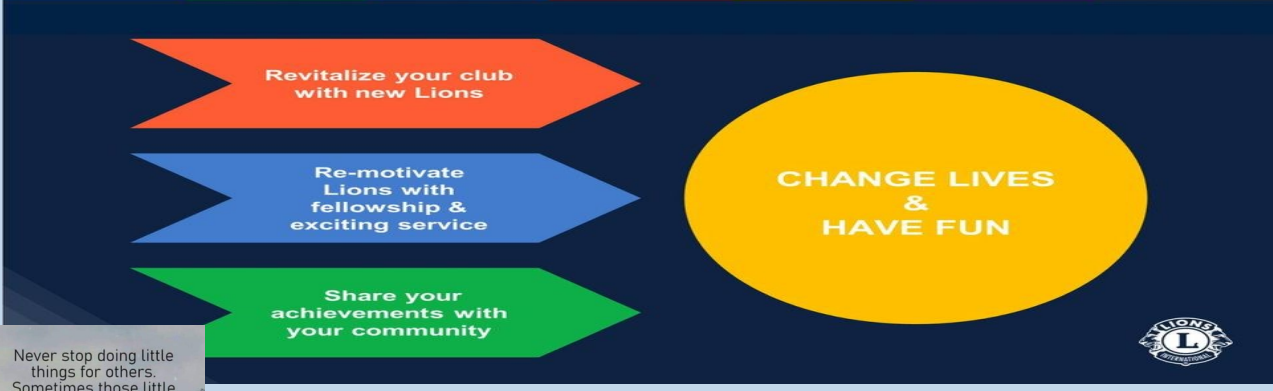 Revitalize your club
with new Lions
Re-motivate
Lions with
fellowship &
exciting service
Share your
achievements with
your community
CHANGE LIVES
&
HAVE FUN
LIONS
L
INTERNATIONAL
Never stop doing little
things for others.
Sometimes those little